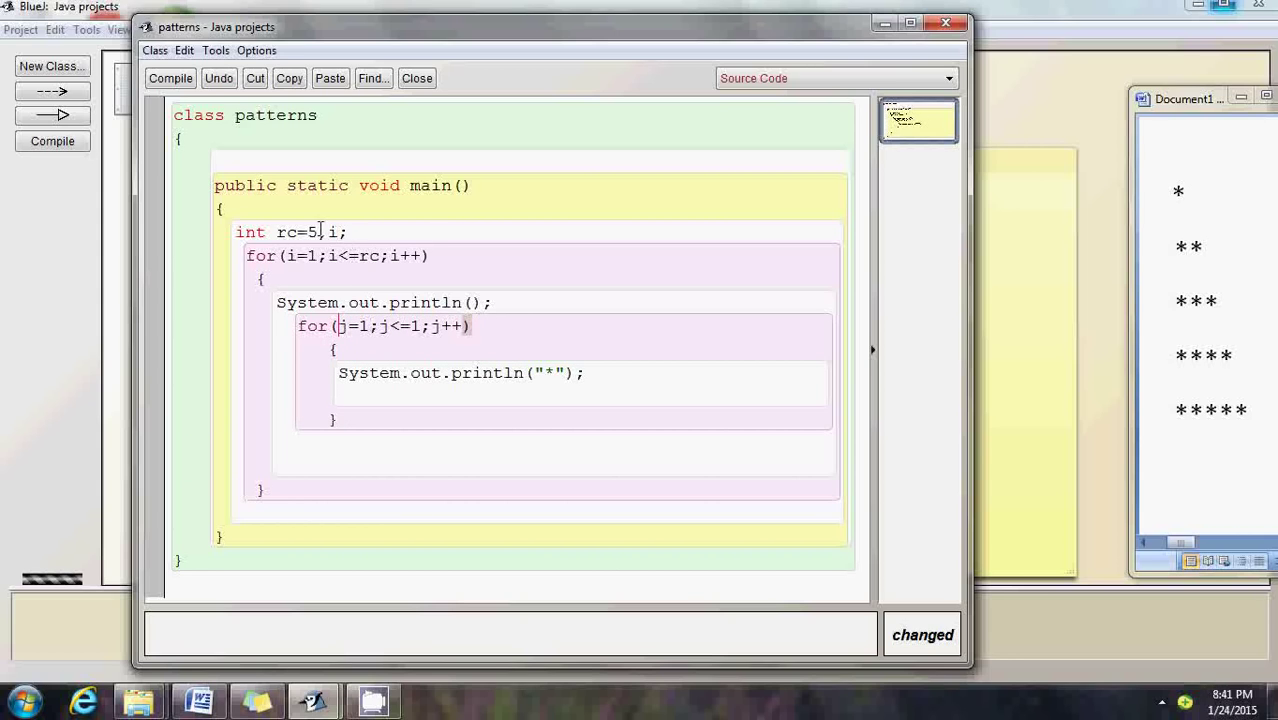 BlueJ: Java projects
Project Edit Tools View
New Class...
Compile
patterns - Java projects
Class Edit Tools Options
Compile Undo Cut Copy Paste Find... Close
Source Code
class patterns
{
public static void main()
{
int rc=5,i;
for(i=1;i<=rc;i++)
{
System.out.println();
for(j=1;j<=1;j++)
{
System.out.println("*");
}
}
}
}
changed
Document1 ...
*
**
***
****
*****
8:41 PM
1/24/2015